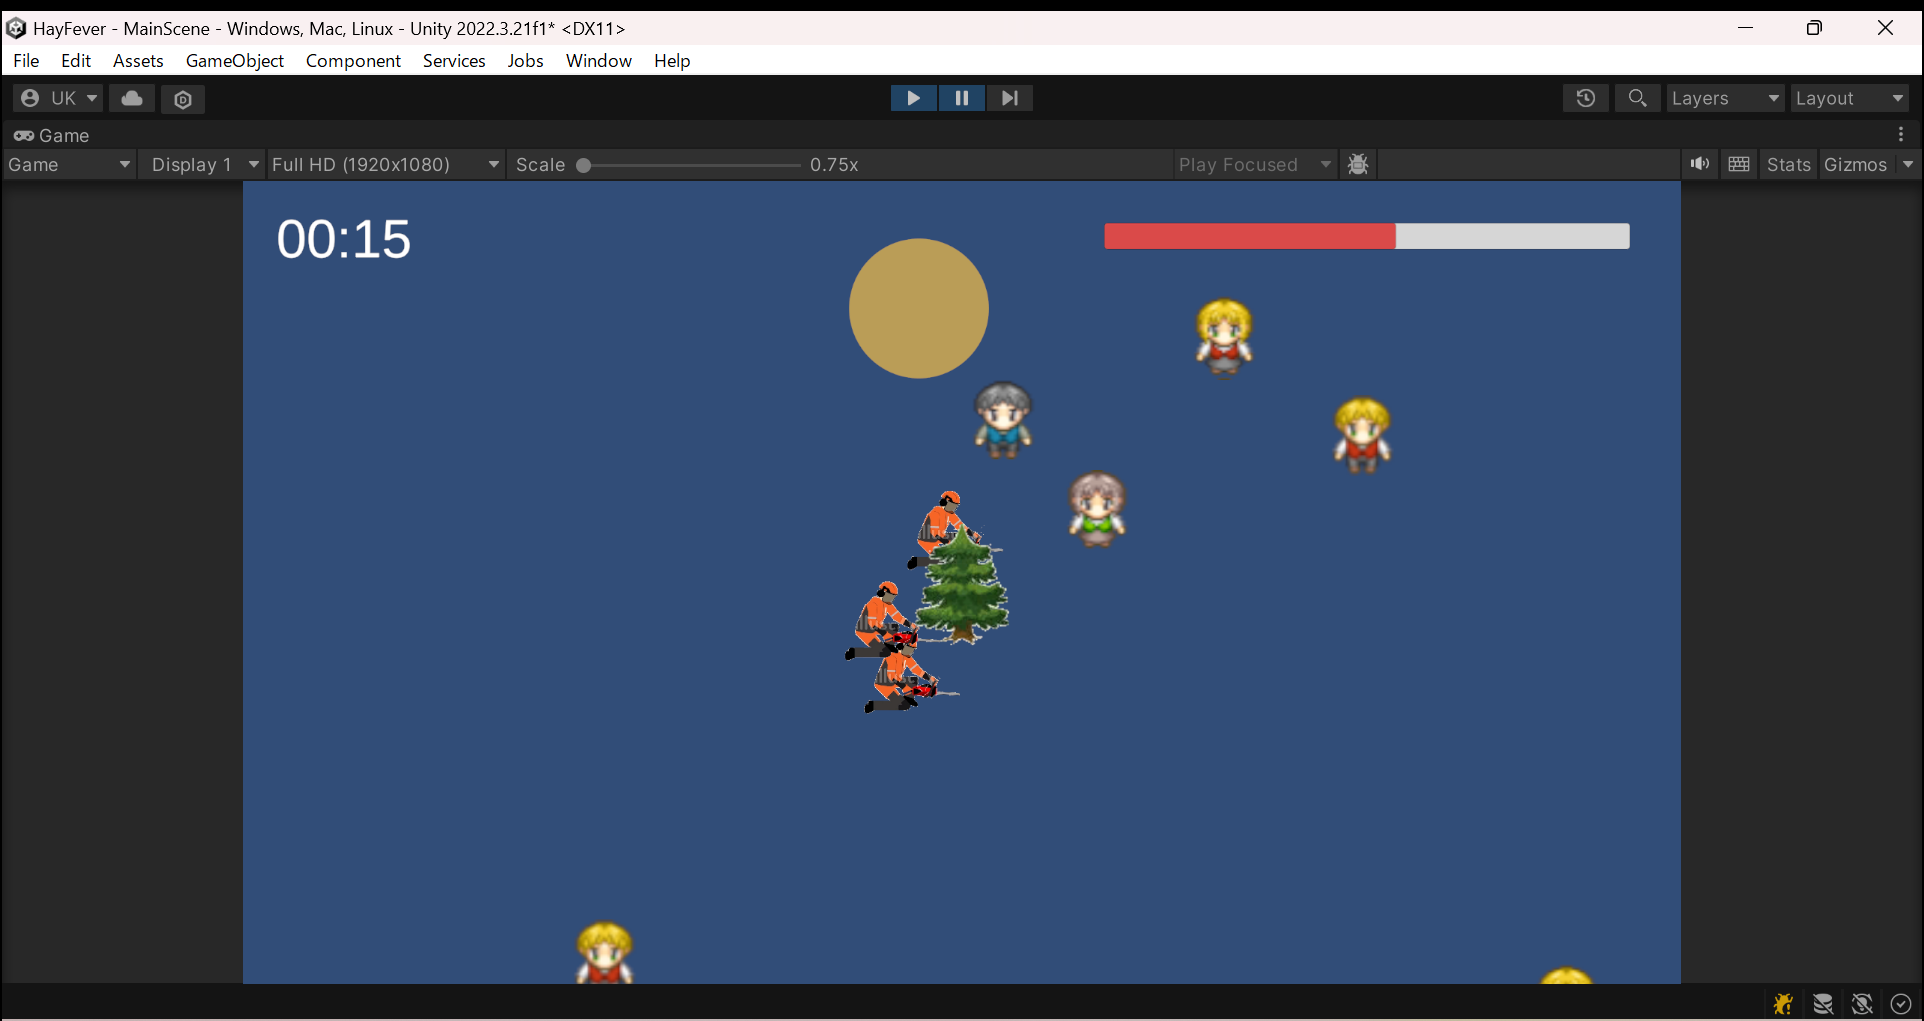 HayFever - MainScene - Windows, Mac, Linux - Unity 2022.3.21f1* <DX11>
File Edit Assets GameObject Component Services Jobs Window Help
UK Layers Layout
Game
Game Display 1 Full HD (1920x1080) Scale 0.75x Play Focused Stats Gizmos
00:15